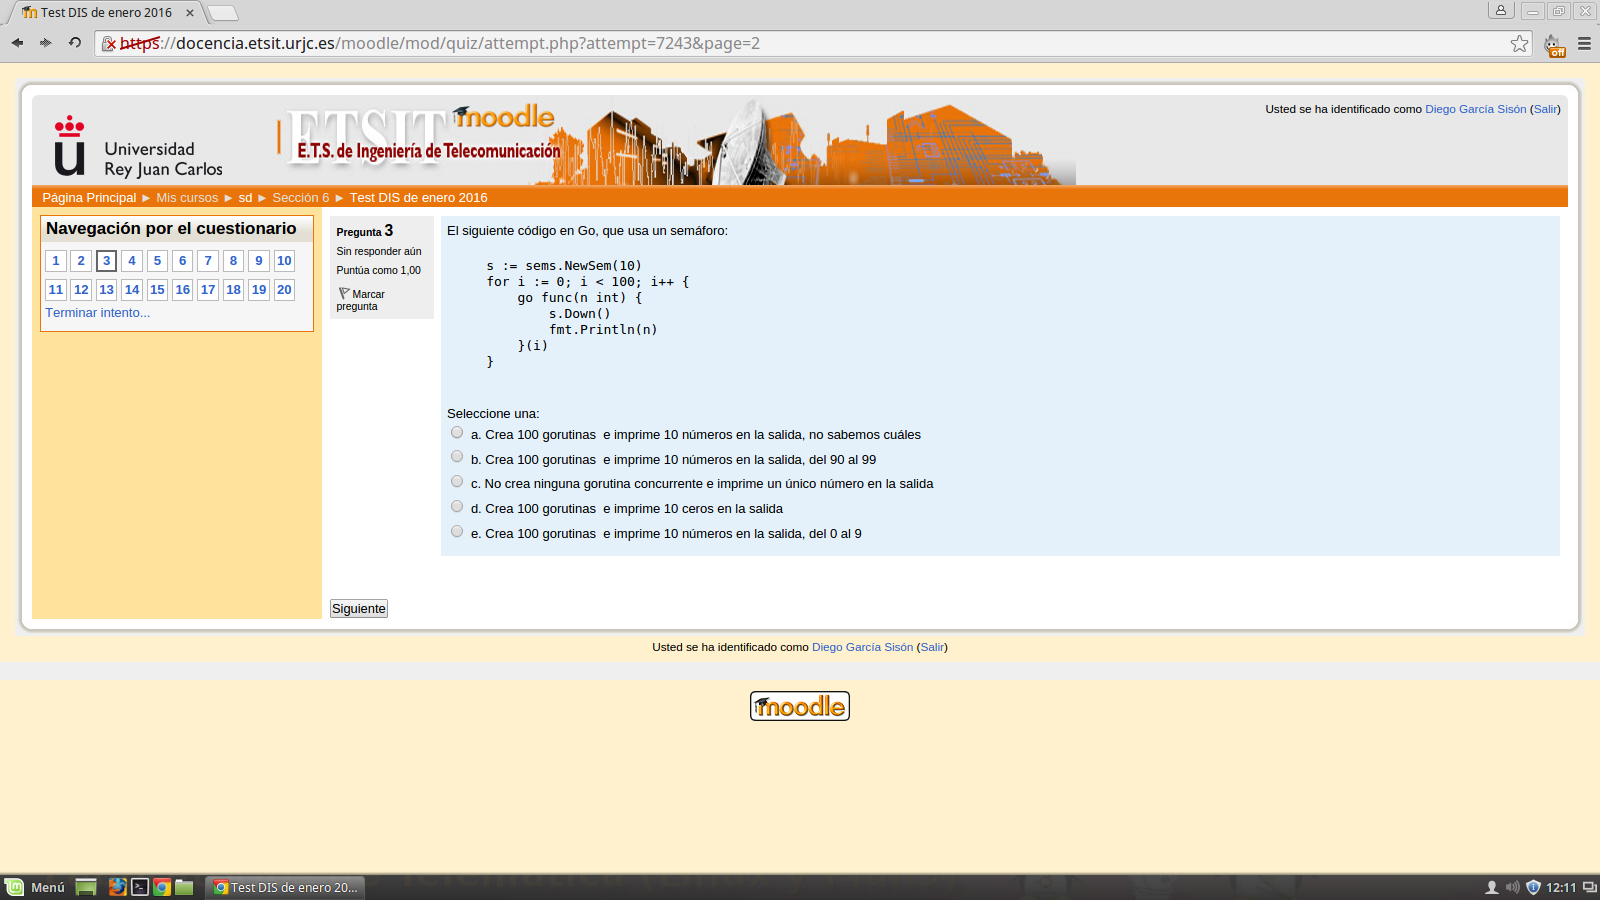 Test DIS de enero 2016
https://docencia.etsit.urjc.es/moodle/mod/quiz/attempt.php?attempt=7243&page=2
off
Universidad
Rey Juan Carlos
ETSIT moodle
E.T.S. de Ingeniería de Telecomunicación
Usted se ha identificado como Diego García Sisón (Salir)
Página Principal ► Mis cursos ► sd ► Sección 6 ► Test DIS de enero 2016
Navegación por el cuestionario
1 2 3 4 5 6 7 8 9 10
11 12 13 14 15 16 17 18 19 20
Terminar intento...
Pregunta 3
Sin responder aún
Puntúa como 1,00
Marcar
pregunta
El siguiente código en Go, que usa un semáforo:
s := sems.NewSem(10)
for i := 0; i < 100; i++ {
go func(n int) {
s.Down()
fmt.Println(n)
}(i)
}
Seleccione una:
a. Crea 100 gorutinas  e imprime 10 números en la salida, no sabemos cuáles
b. Crea 100 gorutinas  e imprime 10 números en la salida, del 90 al 99
c. No crea ninguna gorutina concurrente e imprime un único número en la salida
d. Crea 100 gorutinas  e imprime 10 ceros en la salida
e. Crea 100 gorutinas  e imprime 10 números en la salida, del 0 al 9
Siguiente
Usted se ha identificado como Diego García Sisón (Salir)
moodle
Menú
Test DIS de enero 20...
12:11